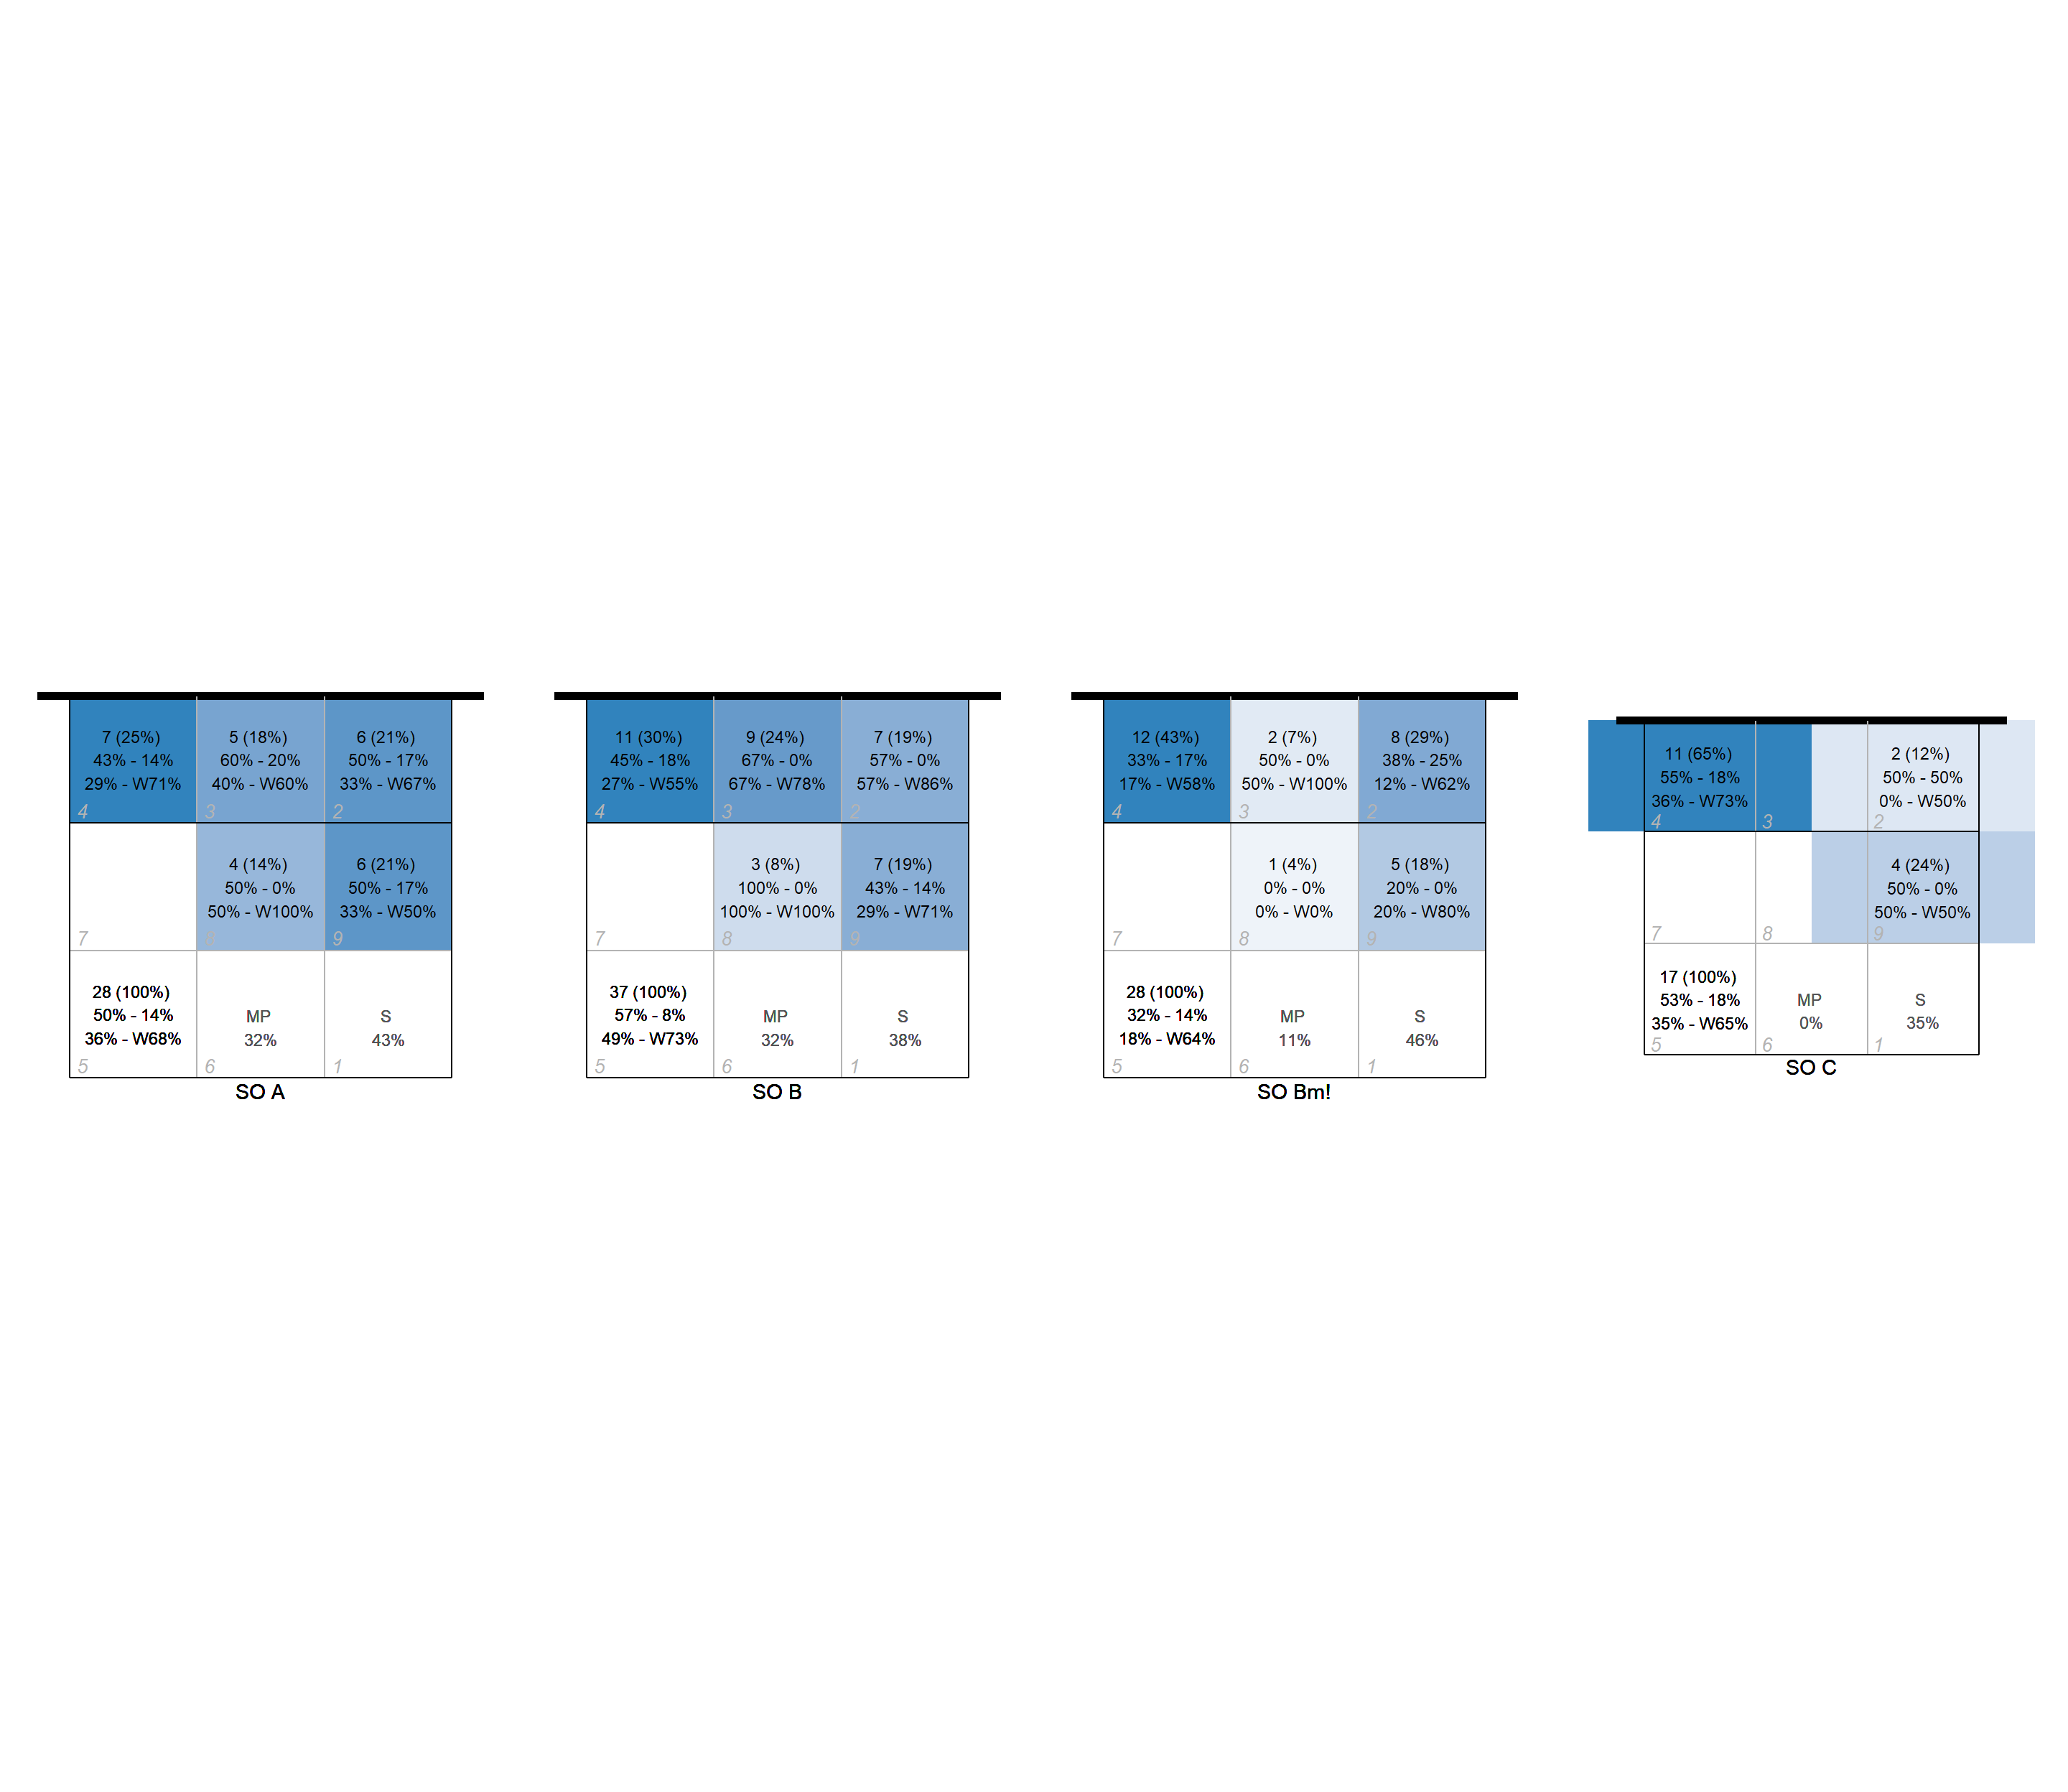 7 (25%)
43% - 14%
29% - W71%
4
5 (18%)
60% - 20%
40% - W60%
3
6 (21%)
50% - 17%
33% - W67%
2
7
4 (14%)
50% - 0%
50% - W100%
8
6 (21%)
50% - 17%
33% - W50%
9
28 (100%)
50% - 14%
36% - W68%
5
MP
32%
6
S
43%
1
SO A
11 (30%)
45% - 18%
27% - W55%
4
9 (24%)
67% - 0%
67% - W78%
3
7 (19%)
57% - 0%
57% - W86%
2
7
3 (8%)
100% - 0%
100% - W100%
8
7 (19%)
43% - 14%
29% - W71%
9
37 (100%)
57% - 8%
49% - W73%
5
MP
32%
6
S
38%
1
SO B
12 (43%)
33% - 17%
17% - W58%
4
2 (7%)
50% - 0%
50% - W100%
3
8 (29%)
38% - 25%
12% - W62%
2
7
1 (4%)
0% - 0%
0% - W0%
8
5 (18%)
20% - 0%
20% - W80%
9
28 (100%)
32% - 14%
18% - W64%
5
MP
11%
6
S
46%
1
SO Bm!
11 (65%)
55% - 18%
36% - W73%
4
3
2 (12%)
50% - 50%
0% - W50%
2
7
8
4 (24%)
50% - 0%
50% - W50%
9
17 (100%)
53% - 18%
35% - W65%
5
MP
0%
6
S
35%
1
SO C